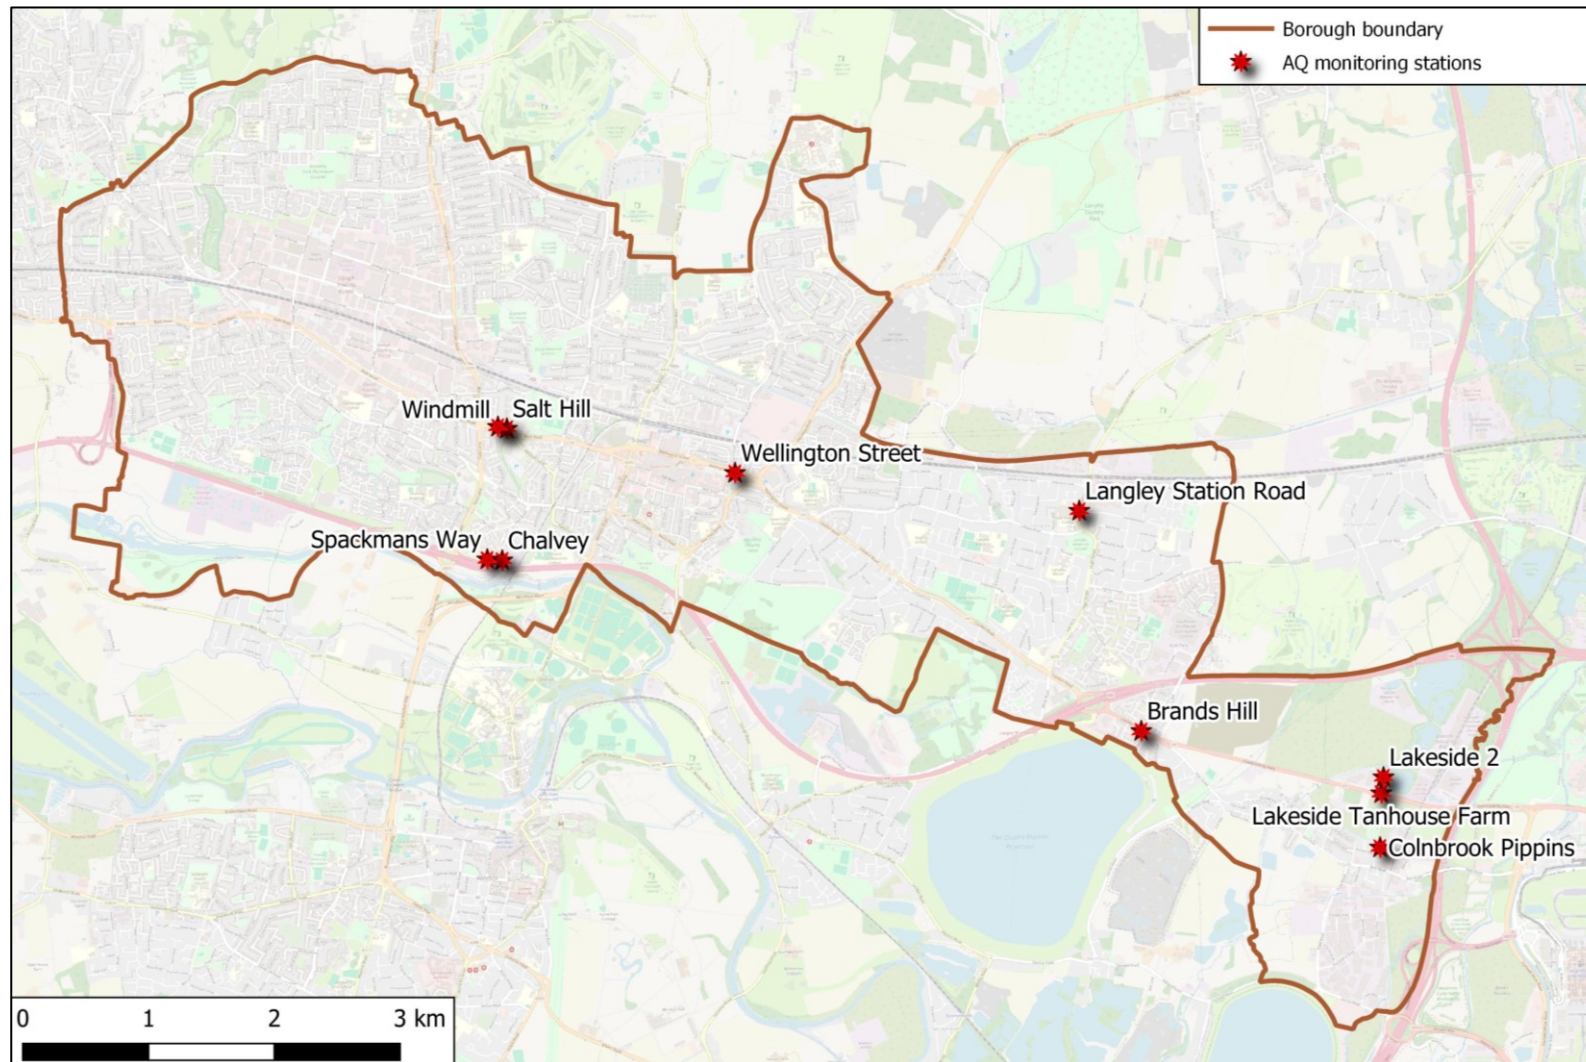 Borough boundary
AQ monitoring stations
Windmill
Salt Hill
Wellington Street
Langley Station Road
Spackmans Way
Chalvey
Brands Hill
Lakeside 2
Lakeside Tanhouse Farm
Colnbrook Pippins
0 1 2 3 km